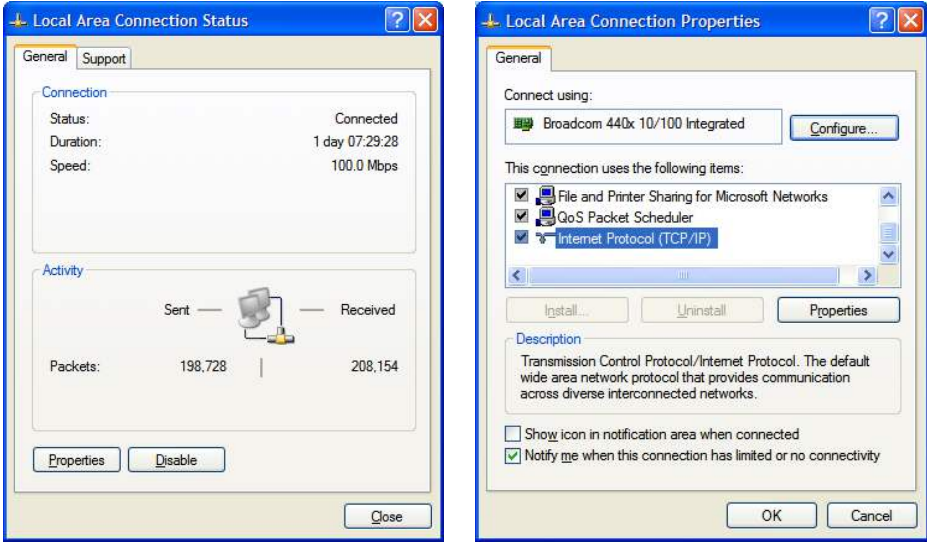 Local Area Connection Status
General
Support
Connection
Status: Connected
Duration: 1 day 07:29:28
Speed: 100.0 Mbps
Activity
Sent Received
Packets: 198,728 208,154
Properties
Disable
Close
Local Area Connection Properties
General
Connect using:
Broadcom 440x 10/100 Integrated
Configure...
This connection uses the following items:
File and Printer Sharing for Microsoft Networks
QoS Packet Scheduler
Internet Protocol (TCP/IP)
Install...
Uninstall
Properties
Description
Transmission Control Protocol/Internet Protocol. The default
wide area network protocol that provides communication
across diverse interconnected networks.
Show icon in notification area when connected
Notify me when this connection has limited or no connectivity
OK
Cancel